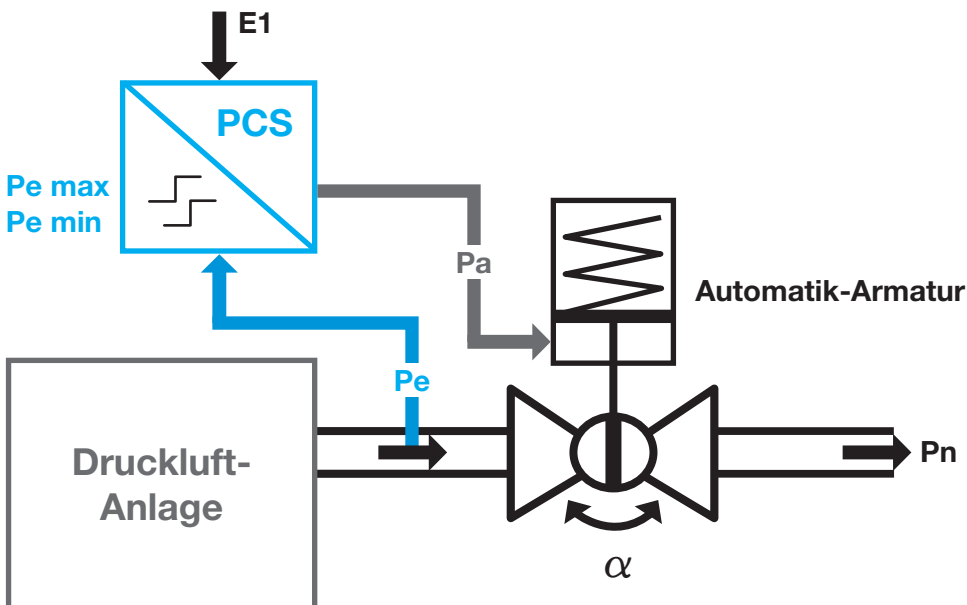 E1
PCS
Pe max
Pe min
Pa
Automatik-Armatur
Pe
Druckluft-
Anlage
Pn
α